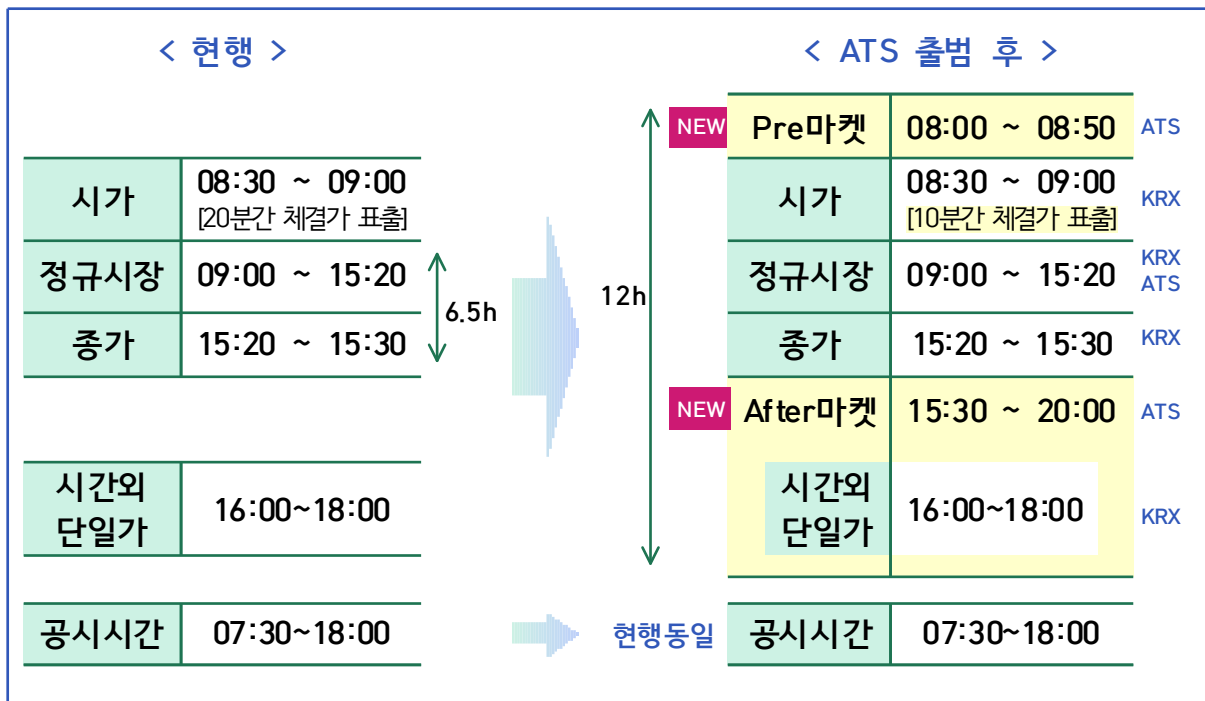 < 현행 >
시가 08:30 ~ 09:00
[20분간 체결가 표출]
정규시장 09:00 ~ 15:20
6.5h
종가 15:20 ~ 15:30
시간외
단일가
16:00~18:00
공시시간 07:30~18:00
< ATS 출범 후 >
12h
NEW Pre마켓 08:00 ~ 08:50 ATS
시가 08:30 ~ 09:00
[10분간 체결가 표출]
KRX
정규시장 09:00 ~ 15:20 KRX
ATS
종가 15:20 ~ 15:30 KRX
NEW After마켓 15:30 ~ 20:00 ATS
시간외
단일가
16:00~18:00
KRX
현행동일 공시시간 07:30~18:00